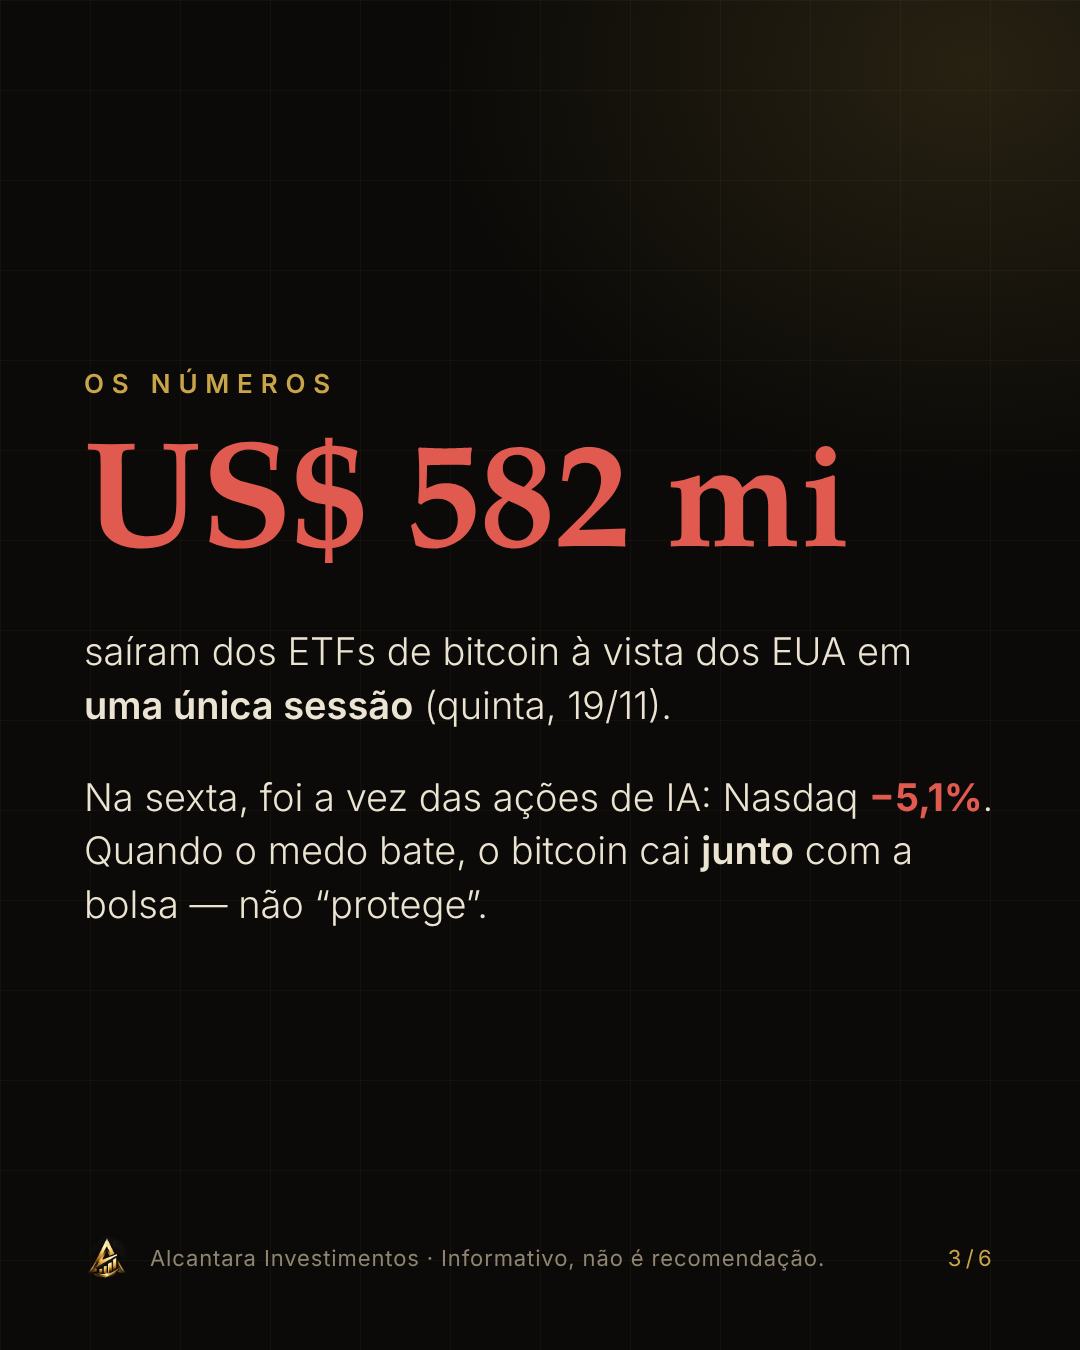 OS NÚMEROS
US$ 582 mi
saíram dos ETFs de bitcoin à vista dos EUA em
uma única sessão (quinta, 19/11).
Na sexta, foi a vez das ações de IA: Nasdaq −5,1%.
Quando o medo bate, o bitcoin cai junto com a
bolsa — não “protege”.
Alcantara Investimentos · Informativo, não é recomendação.
3/6